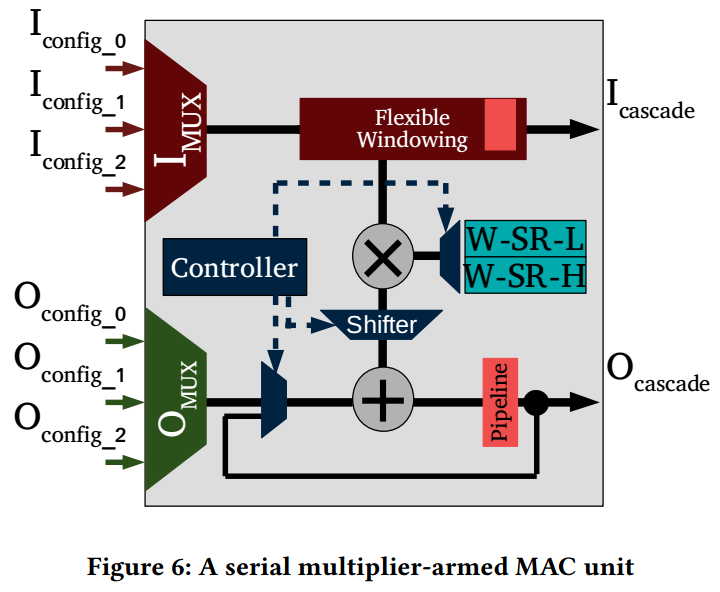 Iconfig_0
Iconfig_1
Iconfig_2
IMUX
Flexible
Windowing
Icascade
Controller
W-SR-L
W-SR-H
Shifter
Oconfig_0
Oconfig_1
Oconfig_2
OMUX
Pipeline
Ocascade
Figure 6: A serial multiplier-armed MAC unit